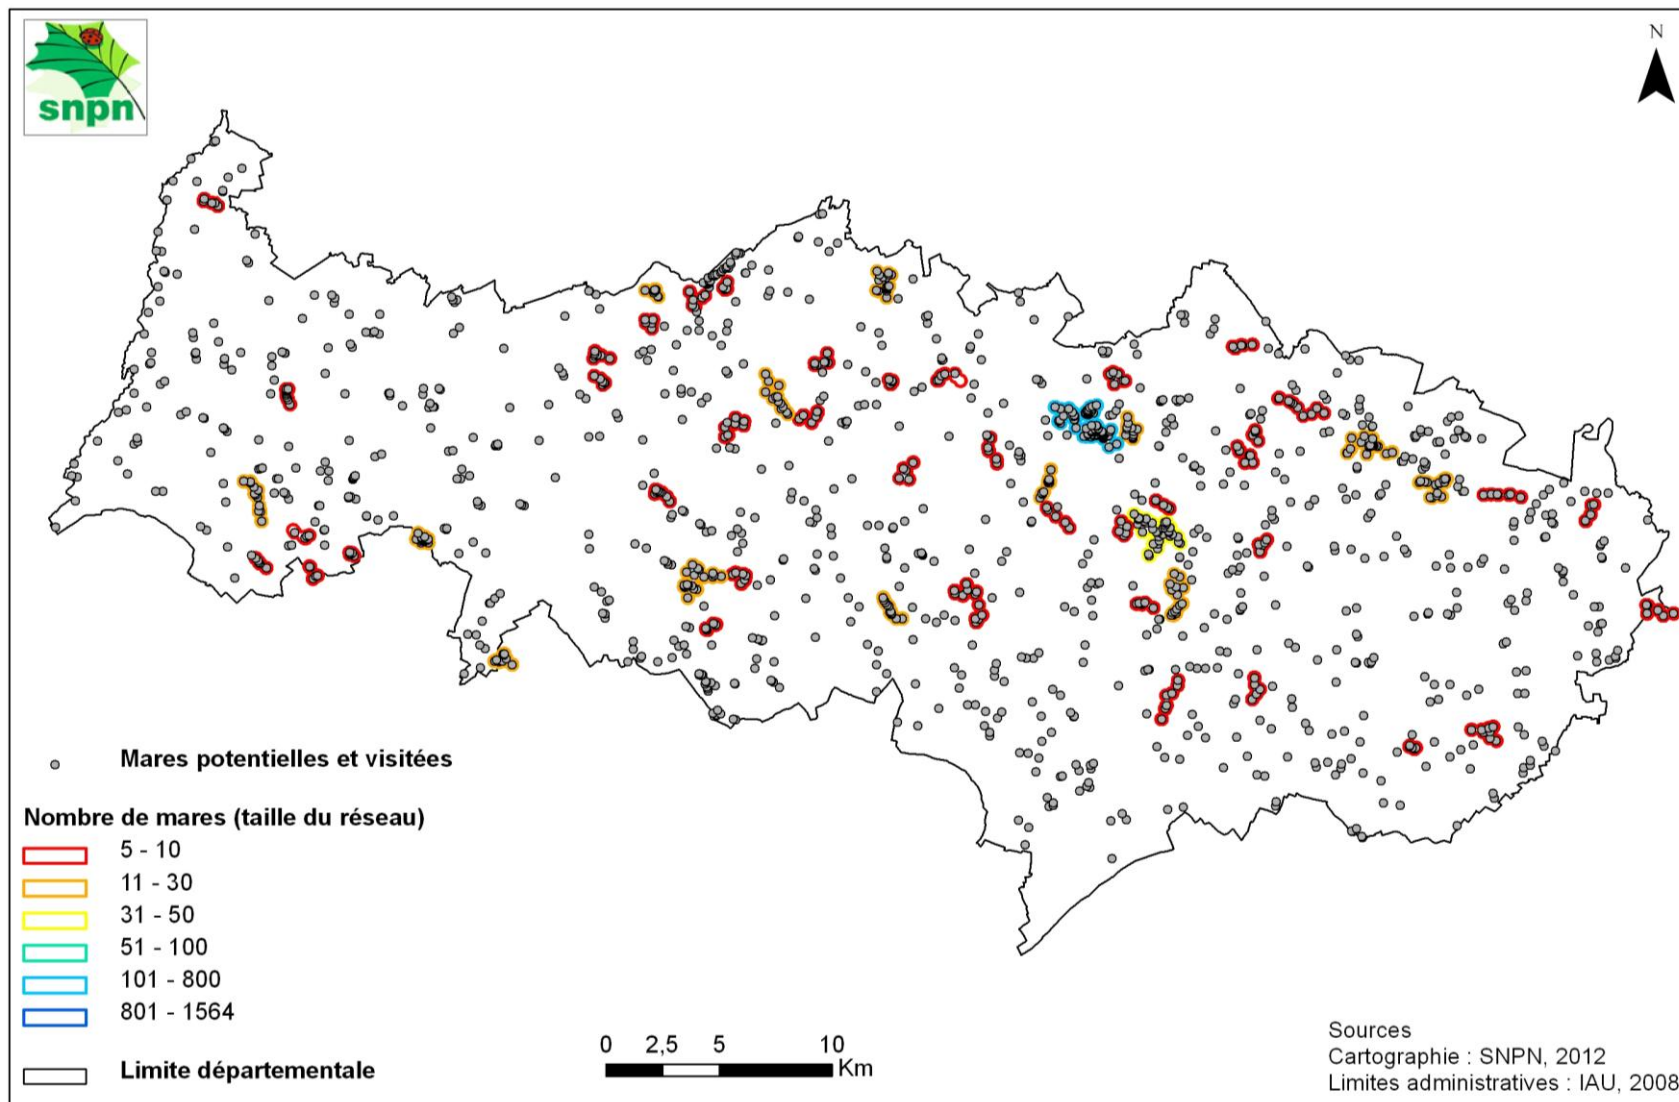 snpn
N
Mares potentielles et visitées
Nombre de mares (taille du réseau)
5 - 10
11 - 30
31 - 50
51 - 100
101 - 800
801 - 1564
Limite départementale
0 2,5 5 10
Km
Sources
Cartographie : SNPN, 2012
Limites administratives : IAU, 2008